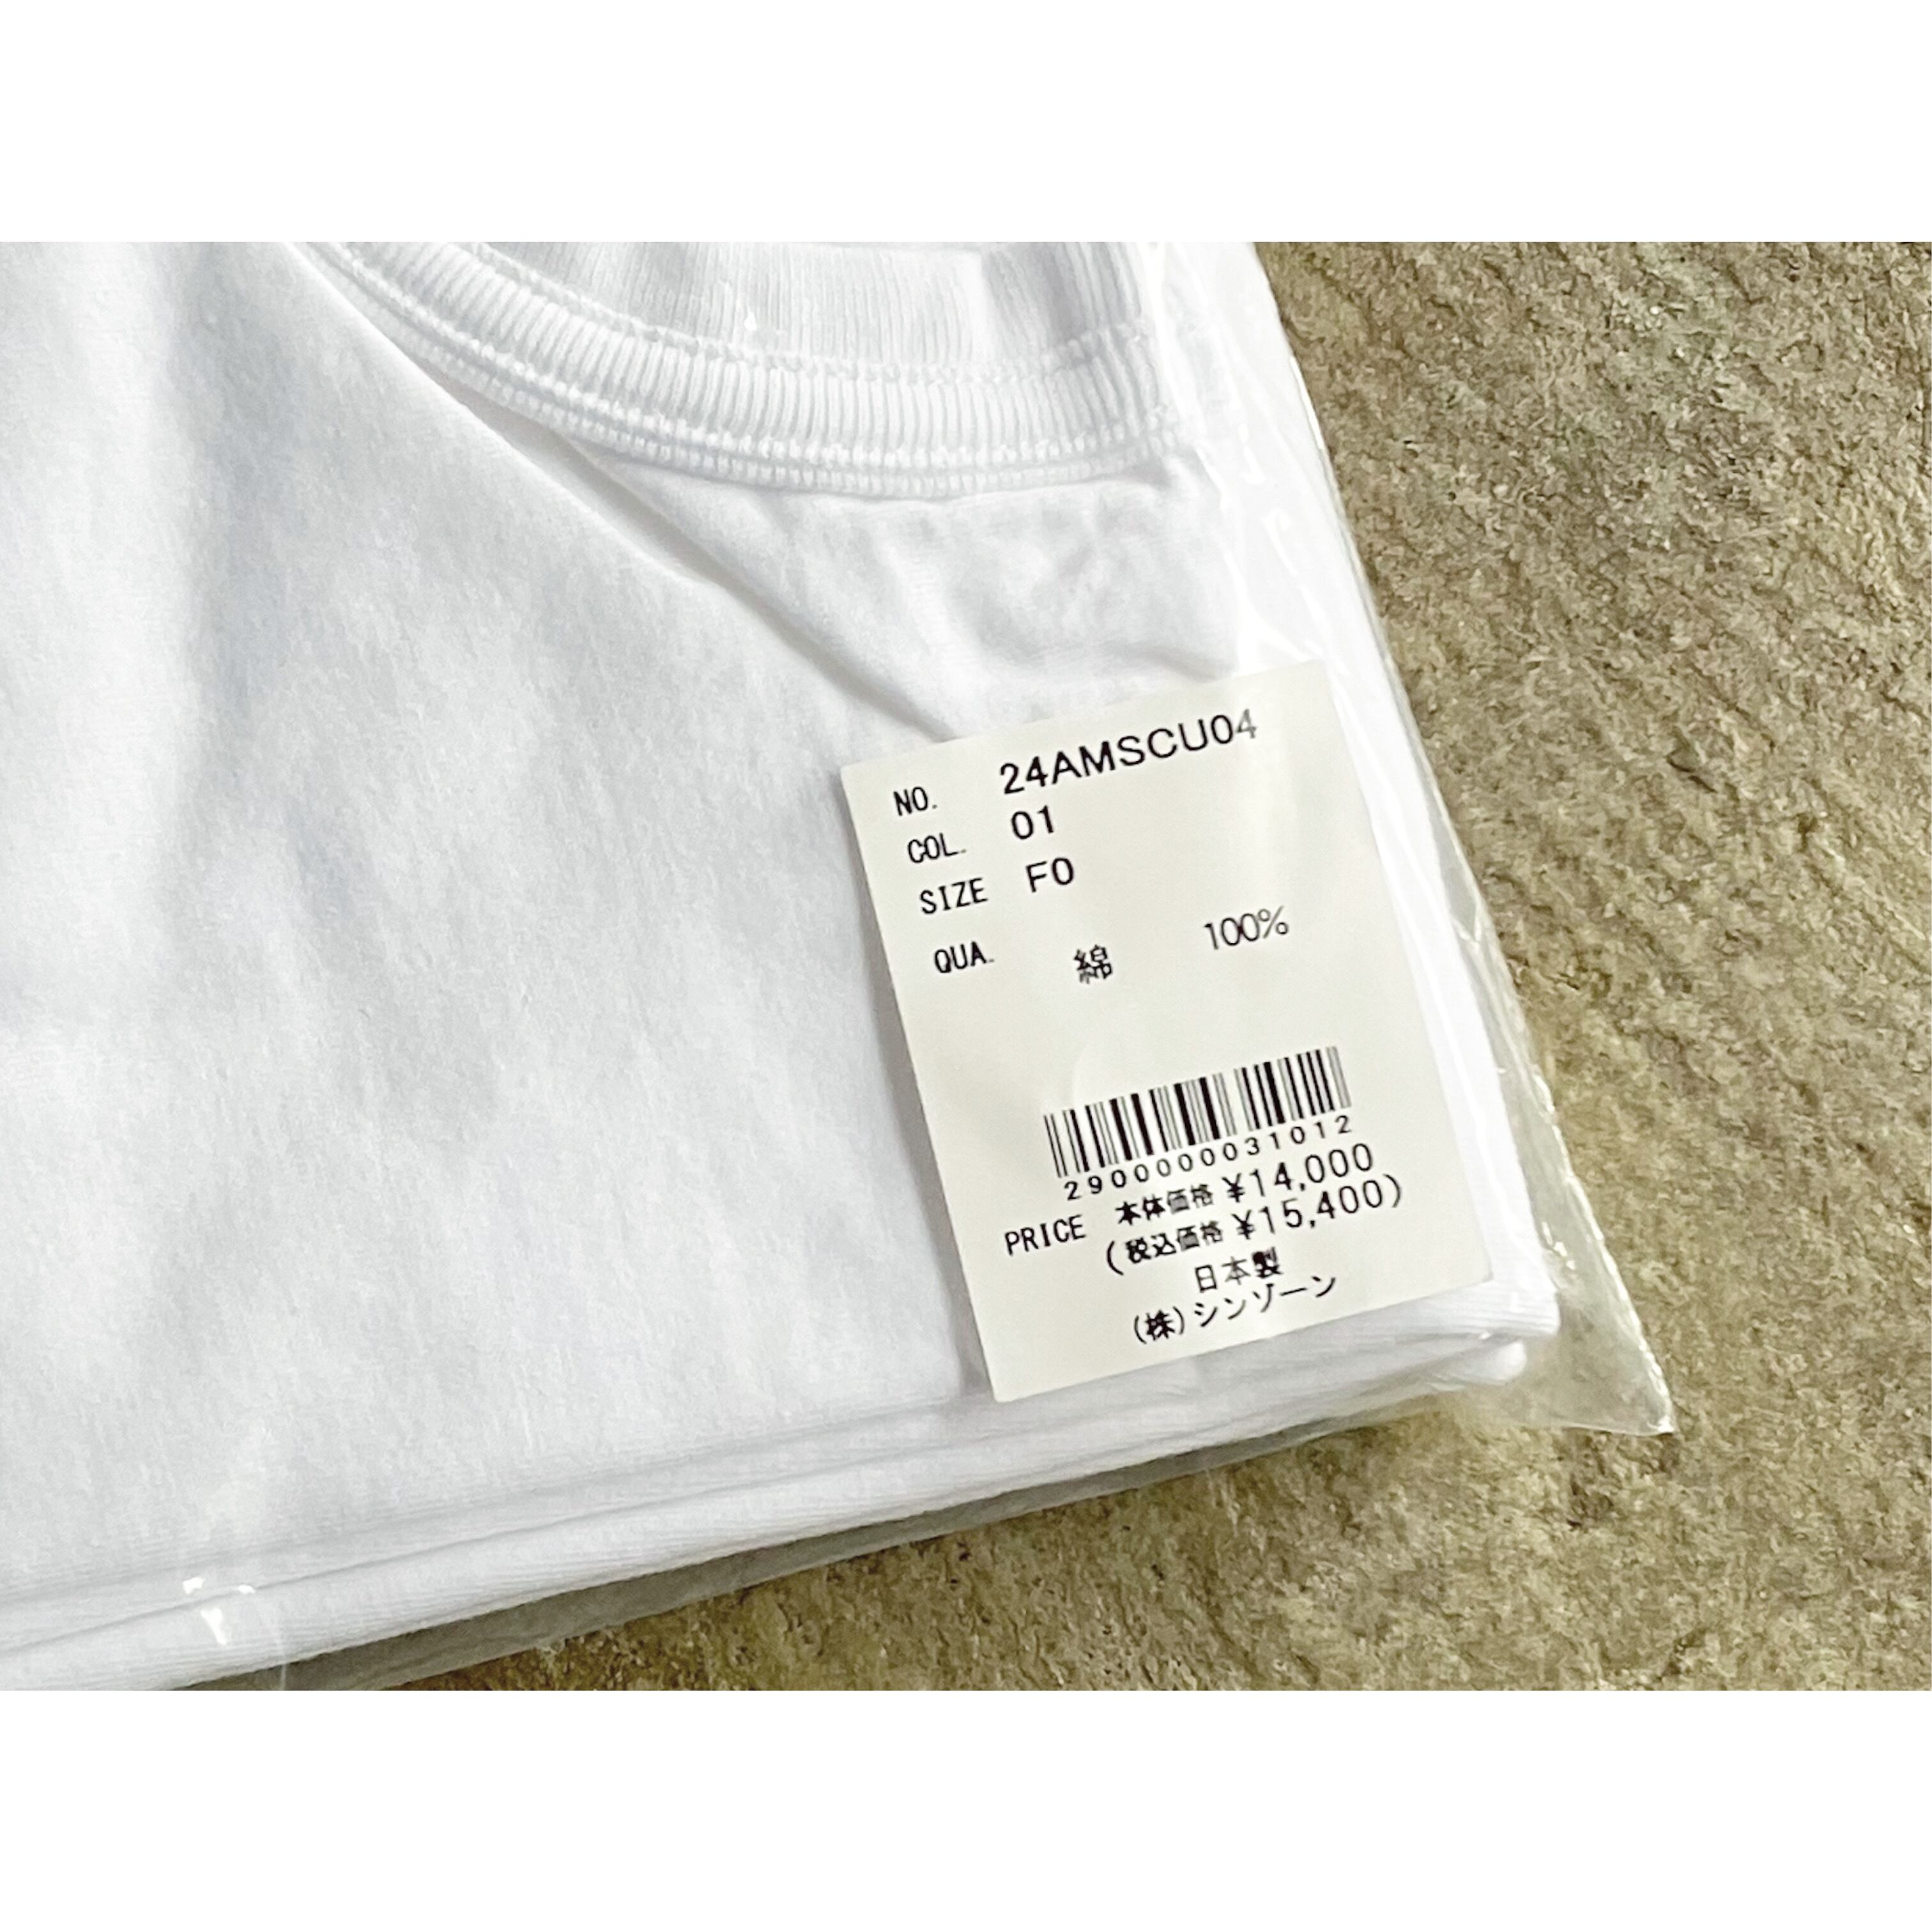 NO. 24AMSCU04
COL. 01
SIZE F0
QUA. 綿 100%
2900000031012
PRICE 本体価格 ¥14,000
(税込価格 ¥15,400)
日本製
(株)シンゾーン